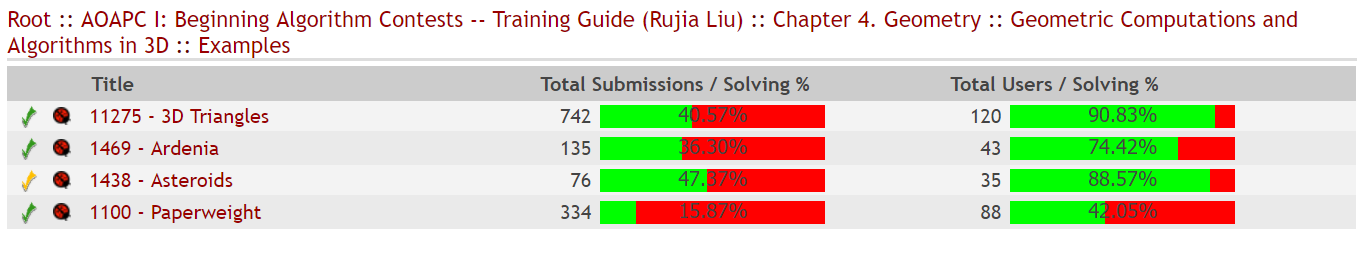 Root :: AOAPC I: Beginning Algorithm Contests -- Training Guide (Rujia Liu) :: Chapter 4. Geometry :: Geometric Computations and
Algorithms in 3D :: Examples
Title Total Submissions / Solving % Total Users / Solving %
11275 - 3D Triangles 742 40.57% 120 90.83%
1469 - Ardenia 135 36.30% 43 74.42%
1438 - Asteroids 76 47.37% 35 88.57%
1100 - Paperweight 334 15.87% 88 42.05%